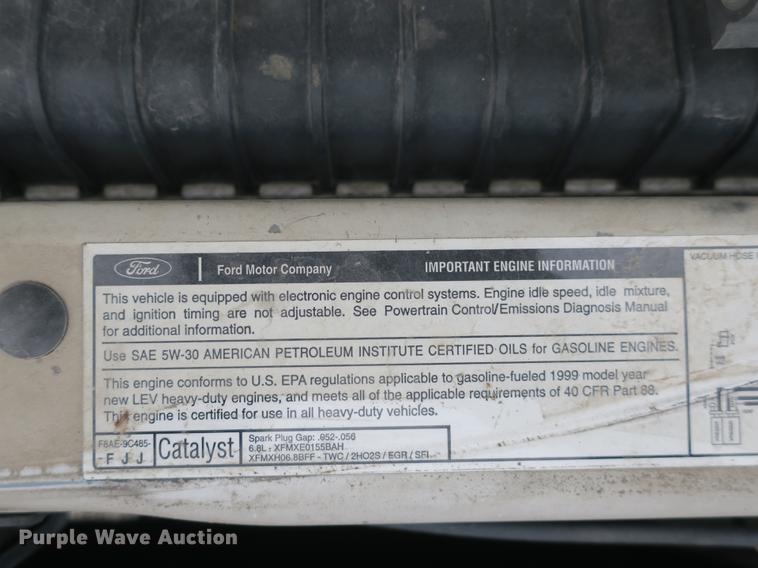 Ford
Ford Motor Company
IMPORTANT ENGINE INFORMATION
VACUUM HOSE
This vehicle is equipped with electronic engine control systems. Engine idle speed, idle mixture,
and ignition timing are not adjustable. See Powertrain Control/Emissions Diagnosis Manual
for additional information.
Use SAE 5W-30 AMERICAN PETROLEUM INSTITUTE CERTIFIED OILS for GASOLINE ENGINES.
This engine conforms to U.S. EPA regulations applicable to gasoline-fueled 1999 model year
new LEV heavy-duty engines, and meets all of the applicable requirements of 40 CFR Part 88.
This engine is certified for use in all heavy-duty vehicles.
F8AE-9C485-
F J J
Catalyst
Spark Plug Gap: .052-.056
6.8L: XFMXE0155BAH
XFMXH06.8BFF - TWC / 2HO2S / EGR / SFI
Purple Wave Auction